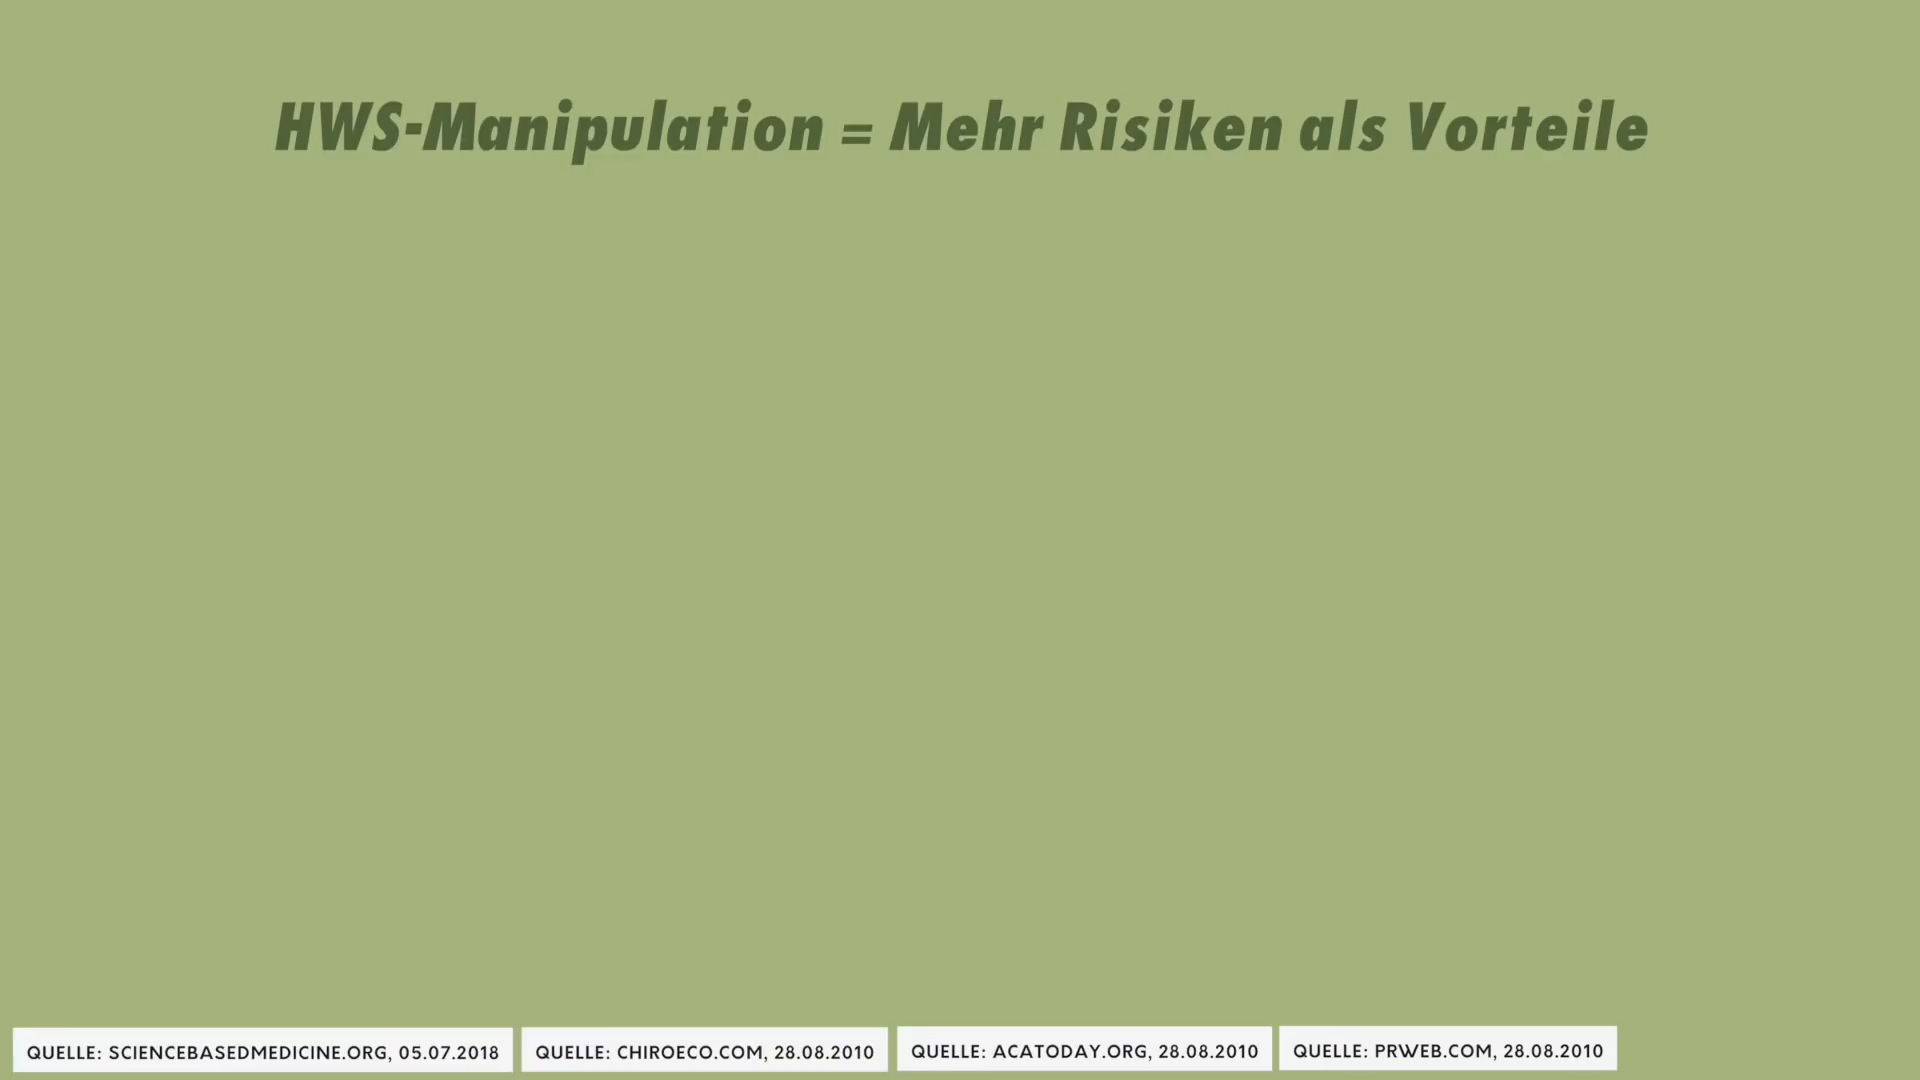 HWS-Manipulation = Mehr Risiken als Vorteile
QUELLE: SCIENCEBASEDMEDICINE.ORG, 05.07.2018
QUELLE: CHIROECO.COM, 28.08.2010
QUELLE: ACATODAY.ORG, 28.08.2010
QUELLE: PRWEB.COM, 28.08.2010